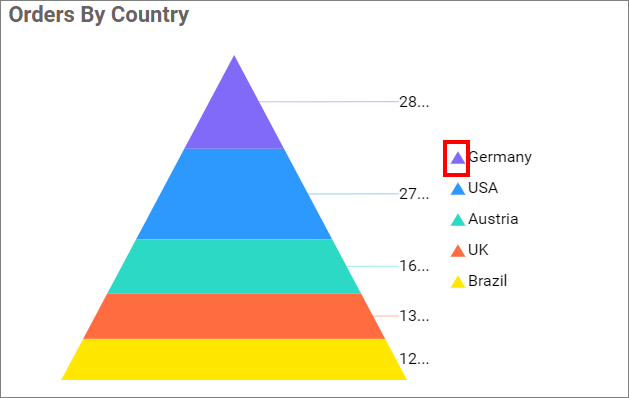 Orders By Country
28...
27...
16...
13...
12...
Germany
USA
Austria
UK
Brazil